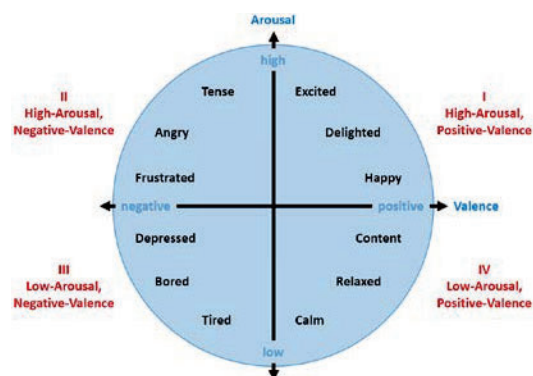 Arousal
high
II
High-Arousal,
Negative-Valence
Tense
Excited
I
High-Arousal,
Positive-Valence
Angry
Delighted
Frustrated
Happy
negative
positive
Valence
Depressed
Content
III
Low-Arousal,
Negative-Valence
Bored
Relaxed
IV
Low-Arousal,
Positive-Valence
Tired
Calm
low